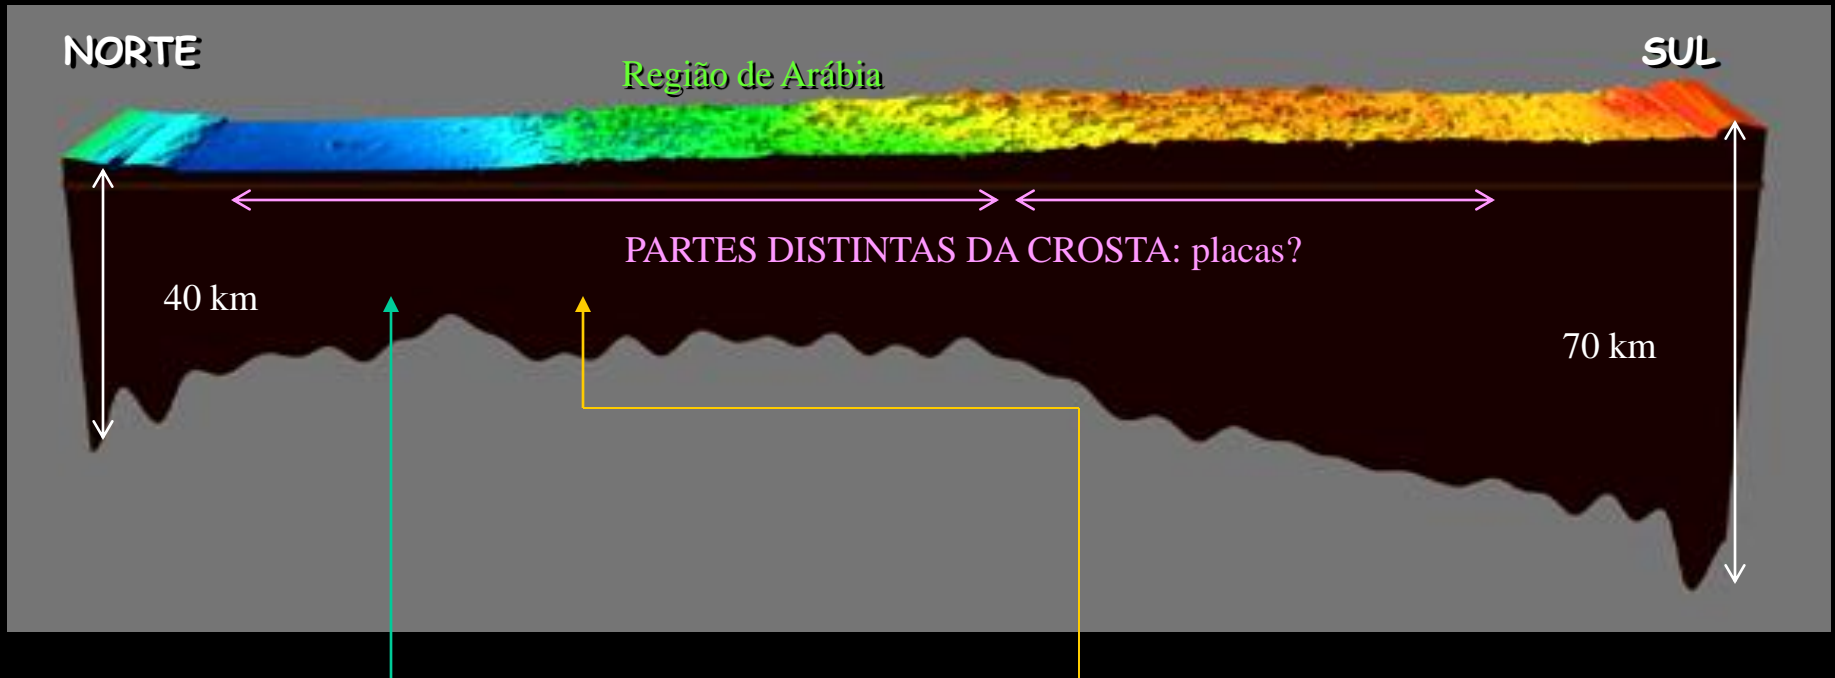 NORTE
SUL
Região de Arábia
PARTES DISTINTAS DA CROSTA: placas?
40 km
70 km